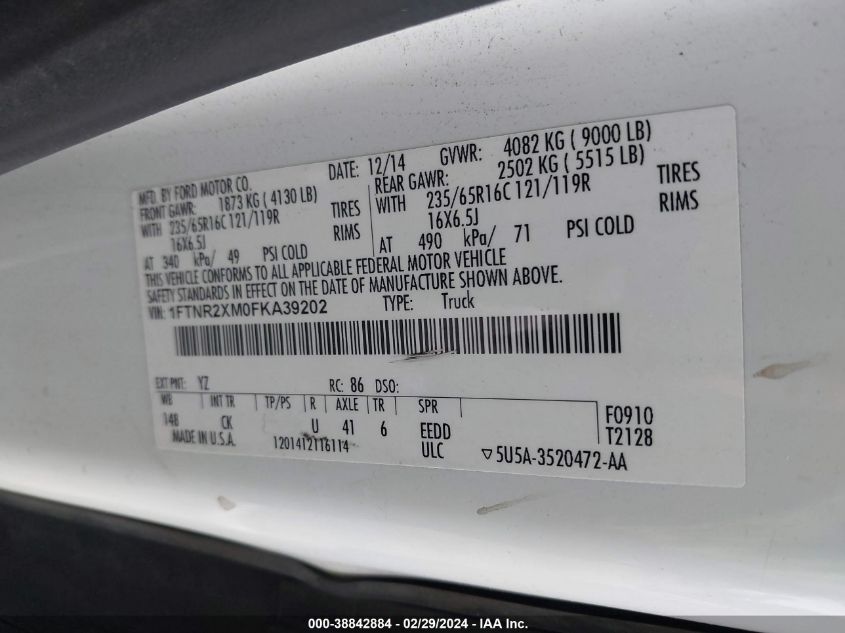 MFD. BY FORD MOTOR CO.
DATE: 12/14
GVWR: 4082 KG ( 9000 LB)
FRONT GAWR: 1873 KG ( 4130 LB)
WITH 235/65R16C 121/119R TIRES
16X6.5J RIMS
AT 340 kPa/ 49 PSI COLD
REAR GAWR: 2502 KG ( 5515 LB)
WITH 235/65R16C 121/119R TIRES
16X6.5J RIMS
AT 490 kPa/ 71 PSI COLD
THIS VEHICLE CONFORMS TO ALL APPLICABLE FEDERAL MOTOR VEHICLE
SAFETY STANDARDS IN EFFECT ON THE DATE OF MANUFACTURE SHOWN ABOVE.
VIN: 1FTNR2XM0FKA39202 TYPE: Truck
EXT PNT: YZ RC: 86 DSO:
WB INT TR TP/PS R AXLE TR SPR
148 CK U 41 6 EEDD
F0910
T2128
MADE IN U.S.A. 1201412116114 ULC
▽5U5A-3520472-AA
000-38842884 - 02/29/2024 - IAA Inc.